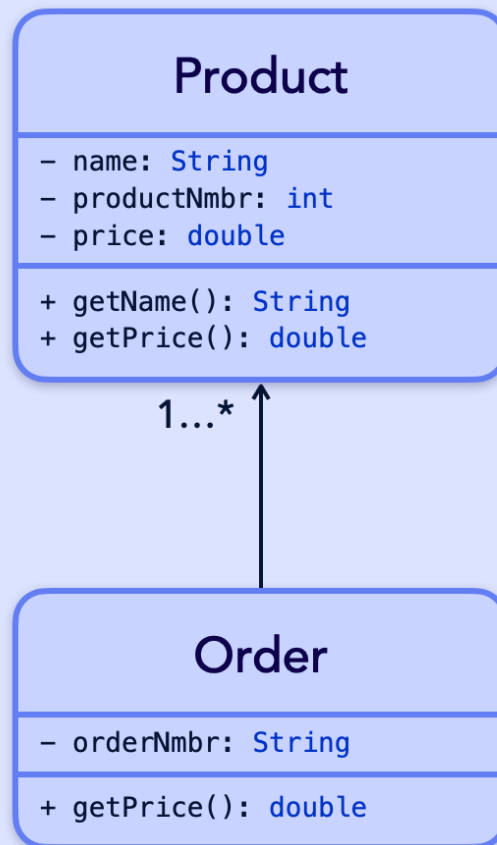 Product
- name: String
- productNmbr: int
- price: double
+ getName(): String
+ getPrice(): double
1...*
Order
- orderNmbr: String
+ getPrice(): double